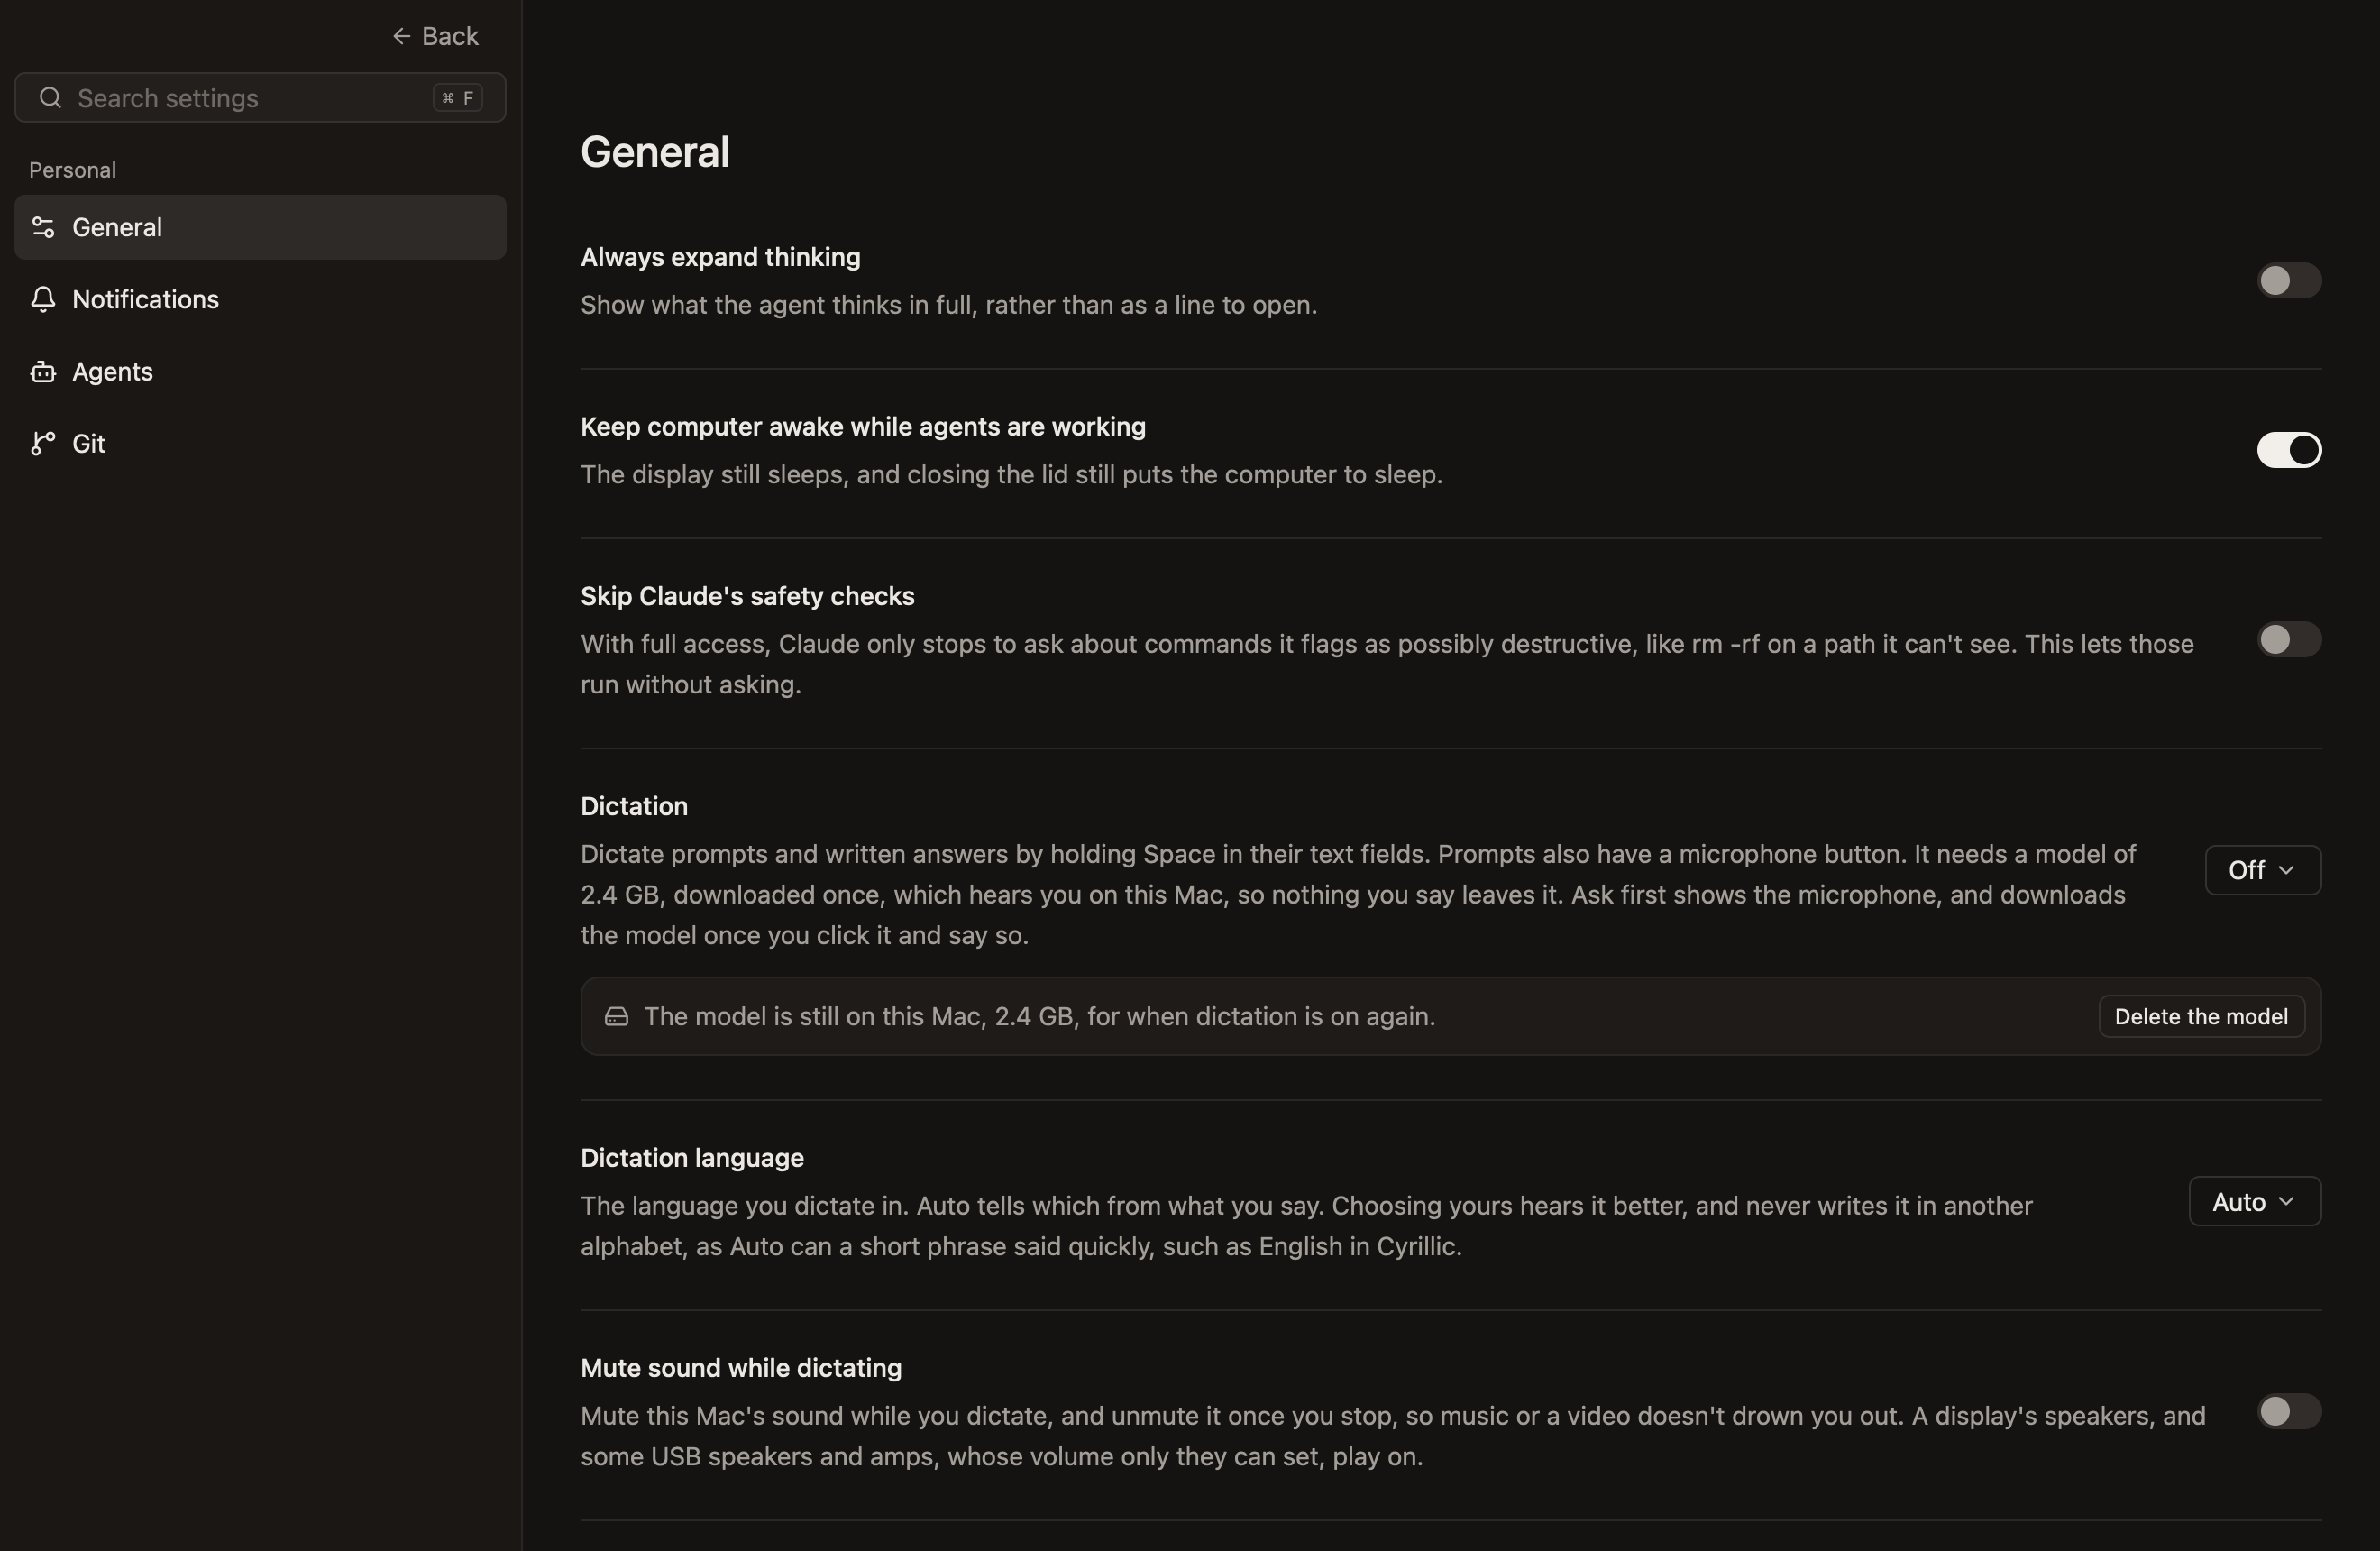 Back
Search settings
⌘ F
Personal
General
Notifications
Agents
Git
General
Always expand thinking
Show what the agent thinks in full, rather than as a line to open.
Keep computer awake while agents are working
The display still sleeps, and closing the lid still puts the computer to sleep.
Skip Claude's safety checks
With full access, Claude only stops to ask about commands it flags as possibly destructive, like rm -rf on a path it can't see. This lets those
run without asking.
Dictation
Dictate prompts and written answers by holding Space in their text fields. Prompts also have a microphone button. It needs a model of
2.4 GB, downloaded once, which hears you on this Mac, so nothing you say leaves it. Ask first shows the microphone, and downloads
the model once you click it and say so.
Off
The model is still on this Mac, 2.4 GB, for when dictation is on again.
Delete the model
Dictation language
The language you dictate in. Auto tells which from what you say. Choosing yours hears it better, and never writes it in another
alphabet, as Auto can a short phrase said quickly, such as English in Cyrillic.
Auto
Mute sound while dictating
Mute this Mac's sound while you dictate, and unmute it once you stop, so music or a video doesn't drown you out. A display's speakers, and
some USB speakers and amps, whose volume only they can set, play on.